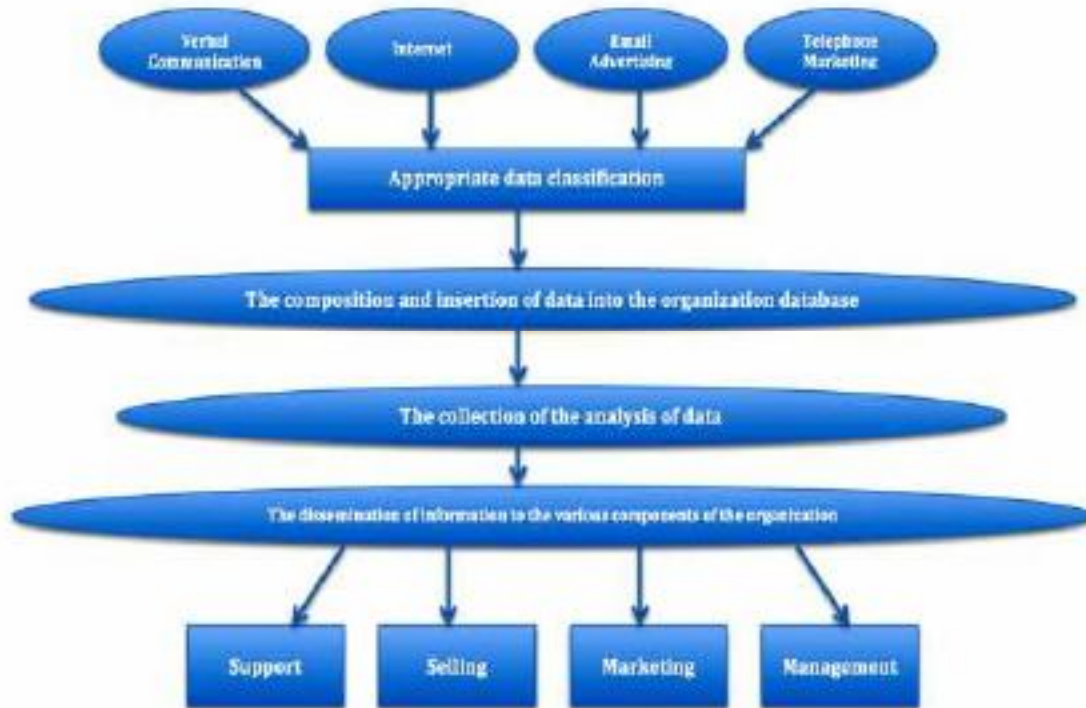 Verbal
Communication
Internet
Email
Advertising
Telephone
Marketing
Appropriate data classification
The composition and insertion of data into the organization database
The collection of the analysis of data
The dissemination of information to the various components of the organization
Support
Selling
Marketing
Management